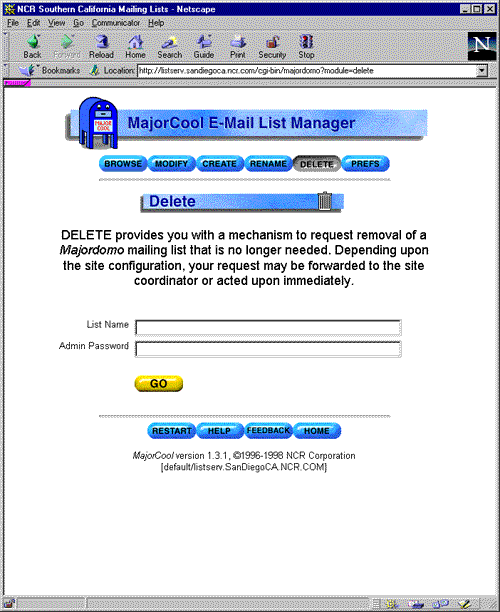 NCR Southern California Mailing Lists - Netscape
File Edit View Go Communicator Help
Back Forward Reload Home Search Guide Print Security Stop
N
Bookmarks Location: http://listserv.sandiegoca.ncr.com/cgi-bin/majordomo?module=delete
MAJOR
COOL
MajorCool E-Mail List Manager
BROWSE MODIFY CREATE RENAME DELETE PREFS
Delete
DELETE provides you with a mechanism to request removal of a
Majordomo mailing list that is no longer needed. Depending upon
the site configuration, your request may be forwarded to the site
coordinator or acted upon immediately.
List Name
Admin Password
GO
RESTART HELP FEEDBACK HOME
MajorCool version 1.3.1, ©1996-1998 NCR Corporation
[default/listserv.SanDiegoCA.NCR.COM]